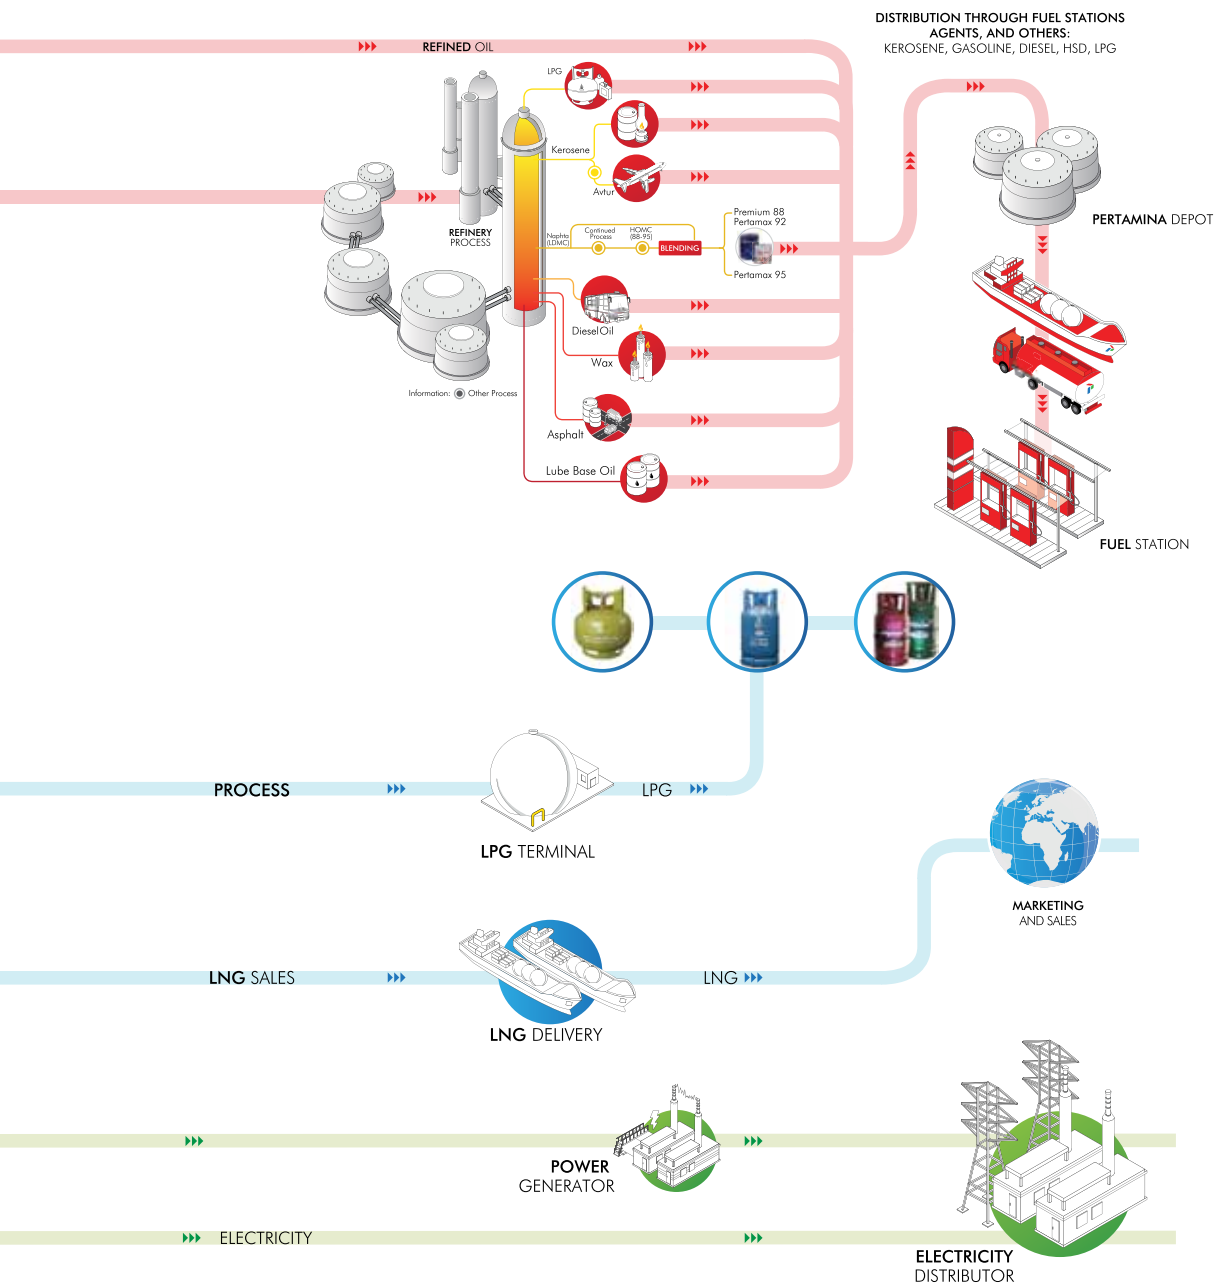 DISTRIBUTION THROUGH FUEL STATIONS
AGENTS, AND OTHERS:
KEROSENE, GASOLINE, DIESEL, HSD, LPG
REFINED OIL
LPG
Kerosene
Avtur
REFINERY
PROCESS
Naphta
(LDMC)
Continued
Process
HOMC
(88-95)
BLENDING
Premium 88
Pertamax 92
Pertamax 95
PERTAMINA DEPOT
Diesel Oil
Wax
Information: Other Process
Asphalt
Lube Base Oil
FUEL STATION
PROCESS
LPG
LPG TERMINAL
MARKETING
AND SALES
LNG SALES
LNG
LNG DELIVERY
POWER
GENERATOR
ELECTRICITY
ELECTRICITY
DISTRIBUTOR